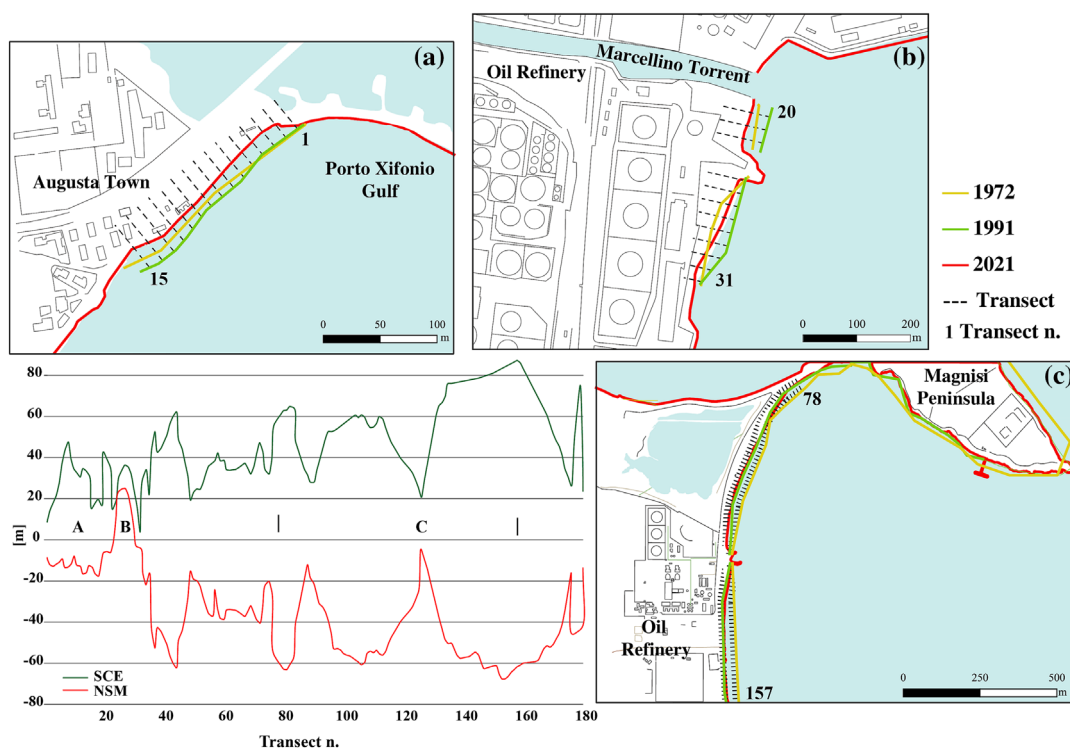 (a)
1
Augusta Town
Porto Xifonio
Gulf
15
0 50 100
m
Marcellino Torrent
(b)
Oil Refinery
20
31
0 100 200
m
1972
1991
2021
Transect
1 Transect n.
80
60
40
20
0
-20
-40
-60
-80
[m]
A
B
C
SCE
NSM
20 40 60 80 100 120 140 160 180
Transect n.
(c)
Magnisi
Peninsula
78
Oil
Refinery
157
0 250 500
m